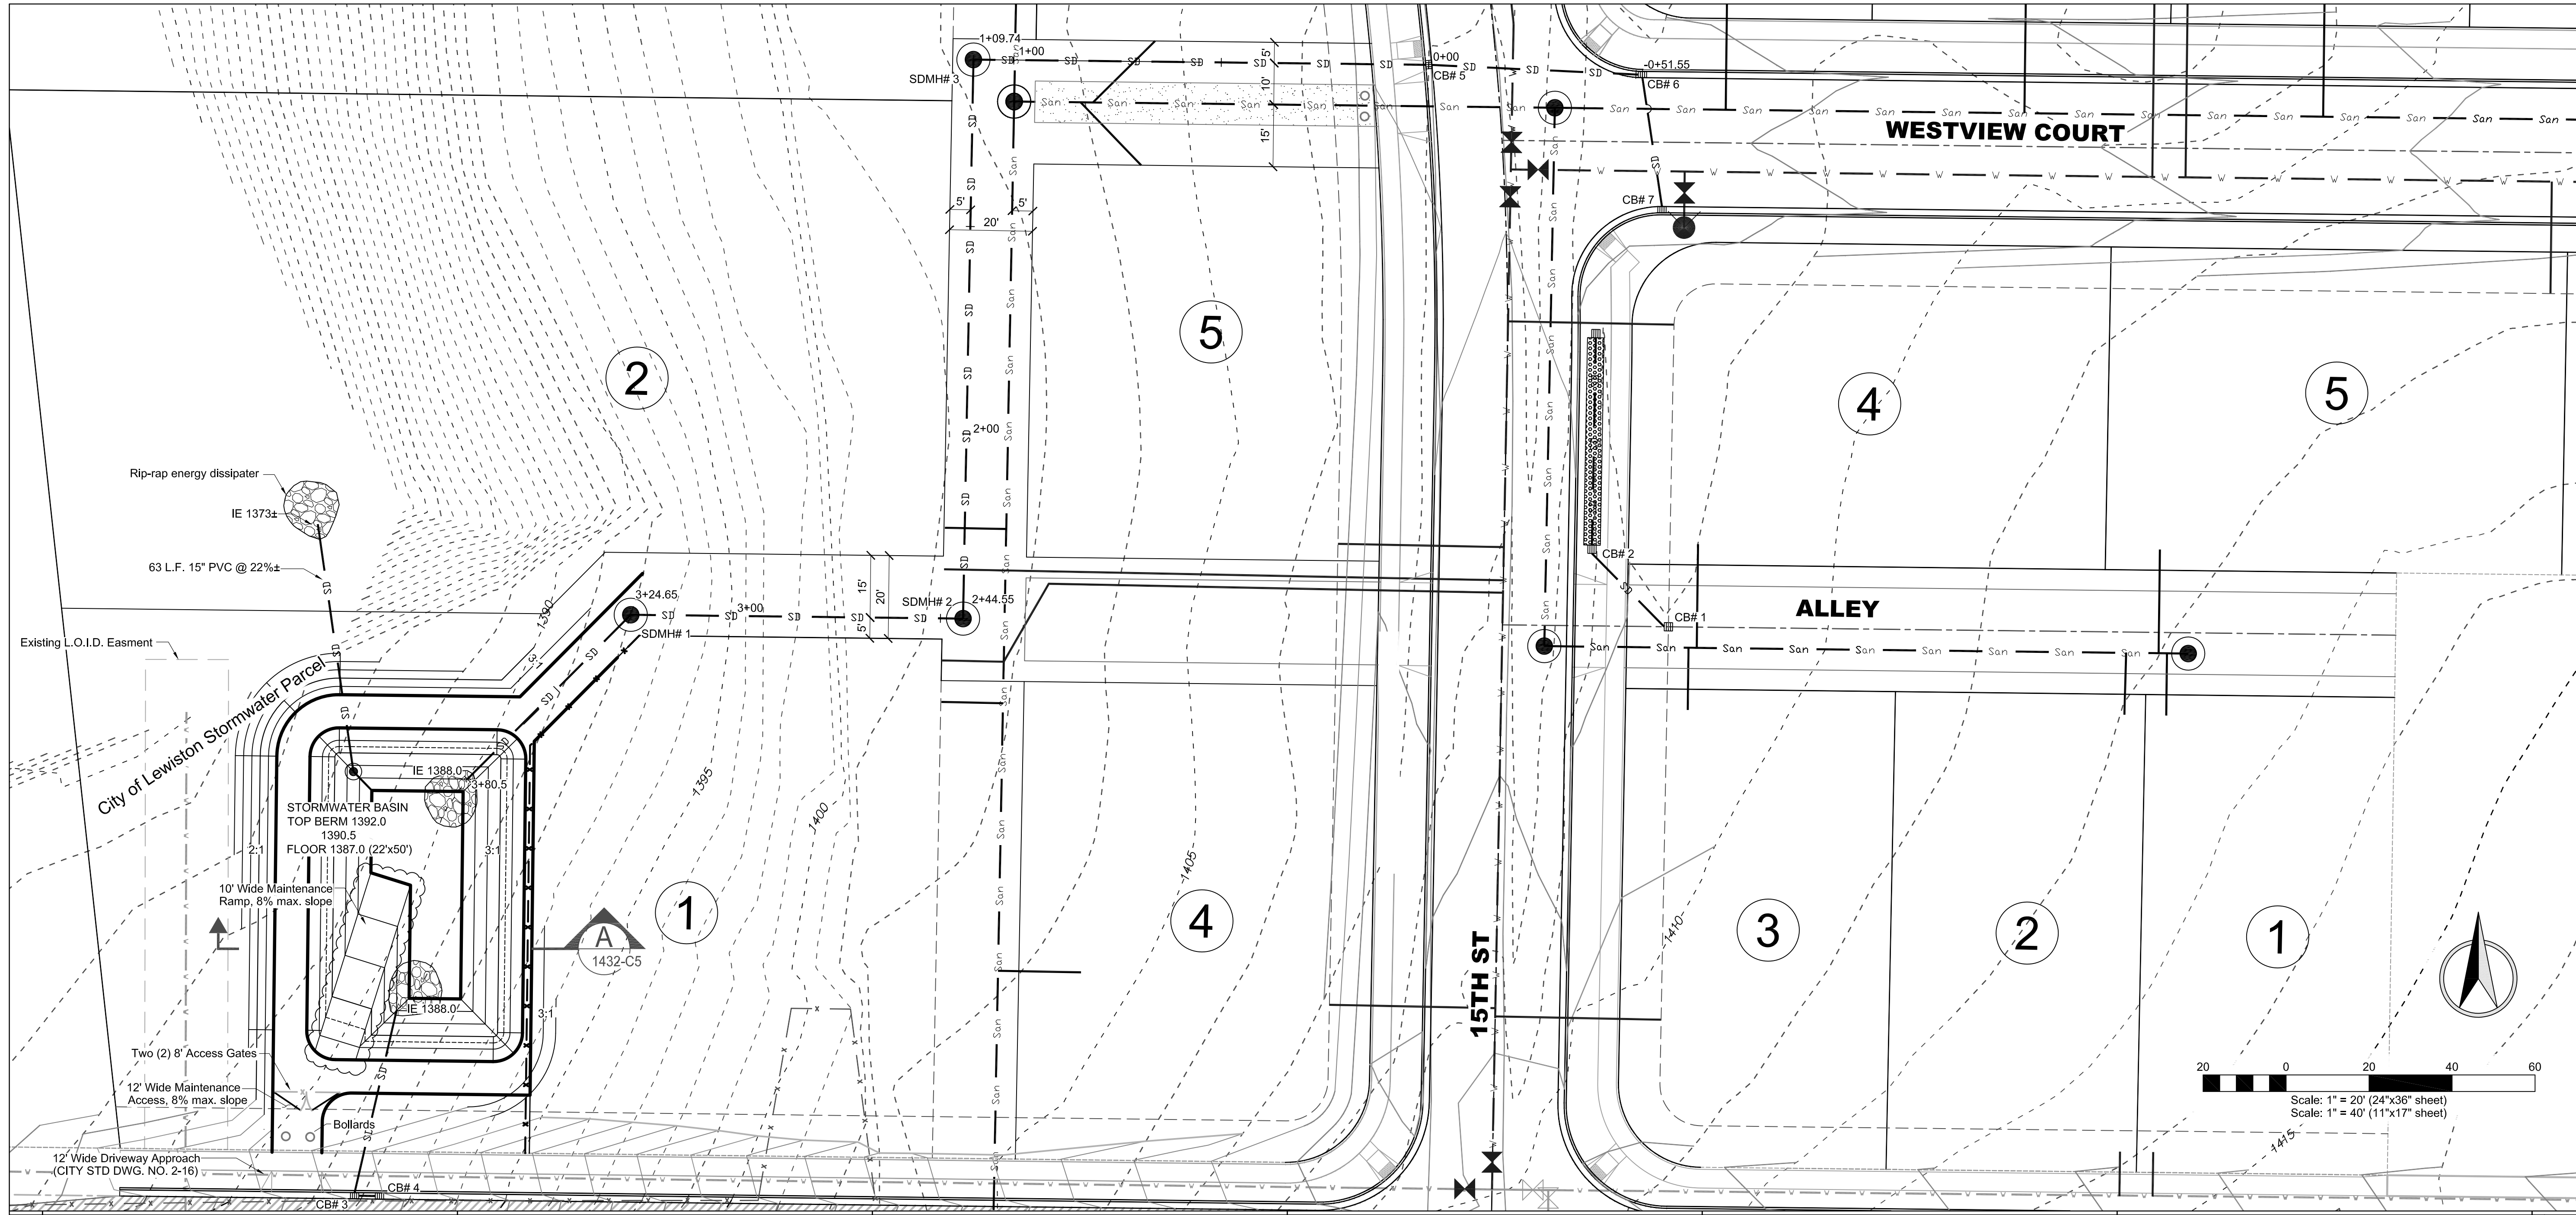 1+09.74
1+00
SDMH# 3
5'
10'
15'
0+00
CB# 5
-0+51.55
CB# 6
WESTVIEW COURT
CB# 7
5'
5'
20'
2
5
4
5
2+00
Rip-rap energy dissipater
IE 1373±
63 L.F. 15" PVC @ 22%±
CB# 2
CB# 1
ALLEY
15'
20'
5'
SDMH# 2
2+44.55
3+24.65
3+00
SDMH# 1
1390
3:1
Existing L.O.I.D. Easment
City of Lewiston Stormwater Parcel
IE 1388.0
3+80.5
STORMWATER BASIN
TOP BERM 1392.0
1390.5
FLOOR 1387.0 (22'x50')
2:1
3:1
1395
1400
1405
1410
1415
10' Wide Maintenance
Ramp, 8% max. slope
A
1432-C5
1
4
3
2
1
15TH ST
IE 1388.0
3:1
Two (2) 8' Access Gates
12' Wide Maintenance
Access, 8% max. slope
Bollards
12' Wide Driveway Approach
(CITY STD DWG. NO. 2-16)
CB# 4
CB# 3
20 0 20 40 60
Scale: 1" = 20' (24"x36" sheet)
Scale: 1" = 40' (11"x17" sheet)
SD
San
W